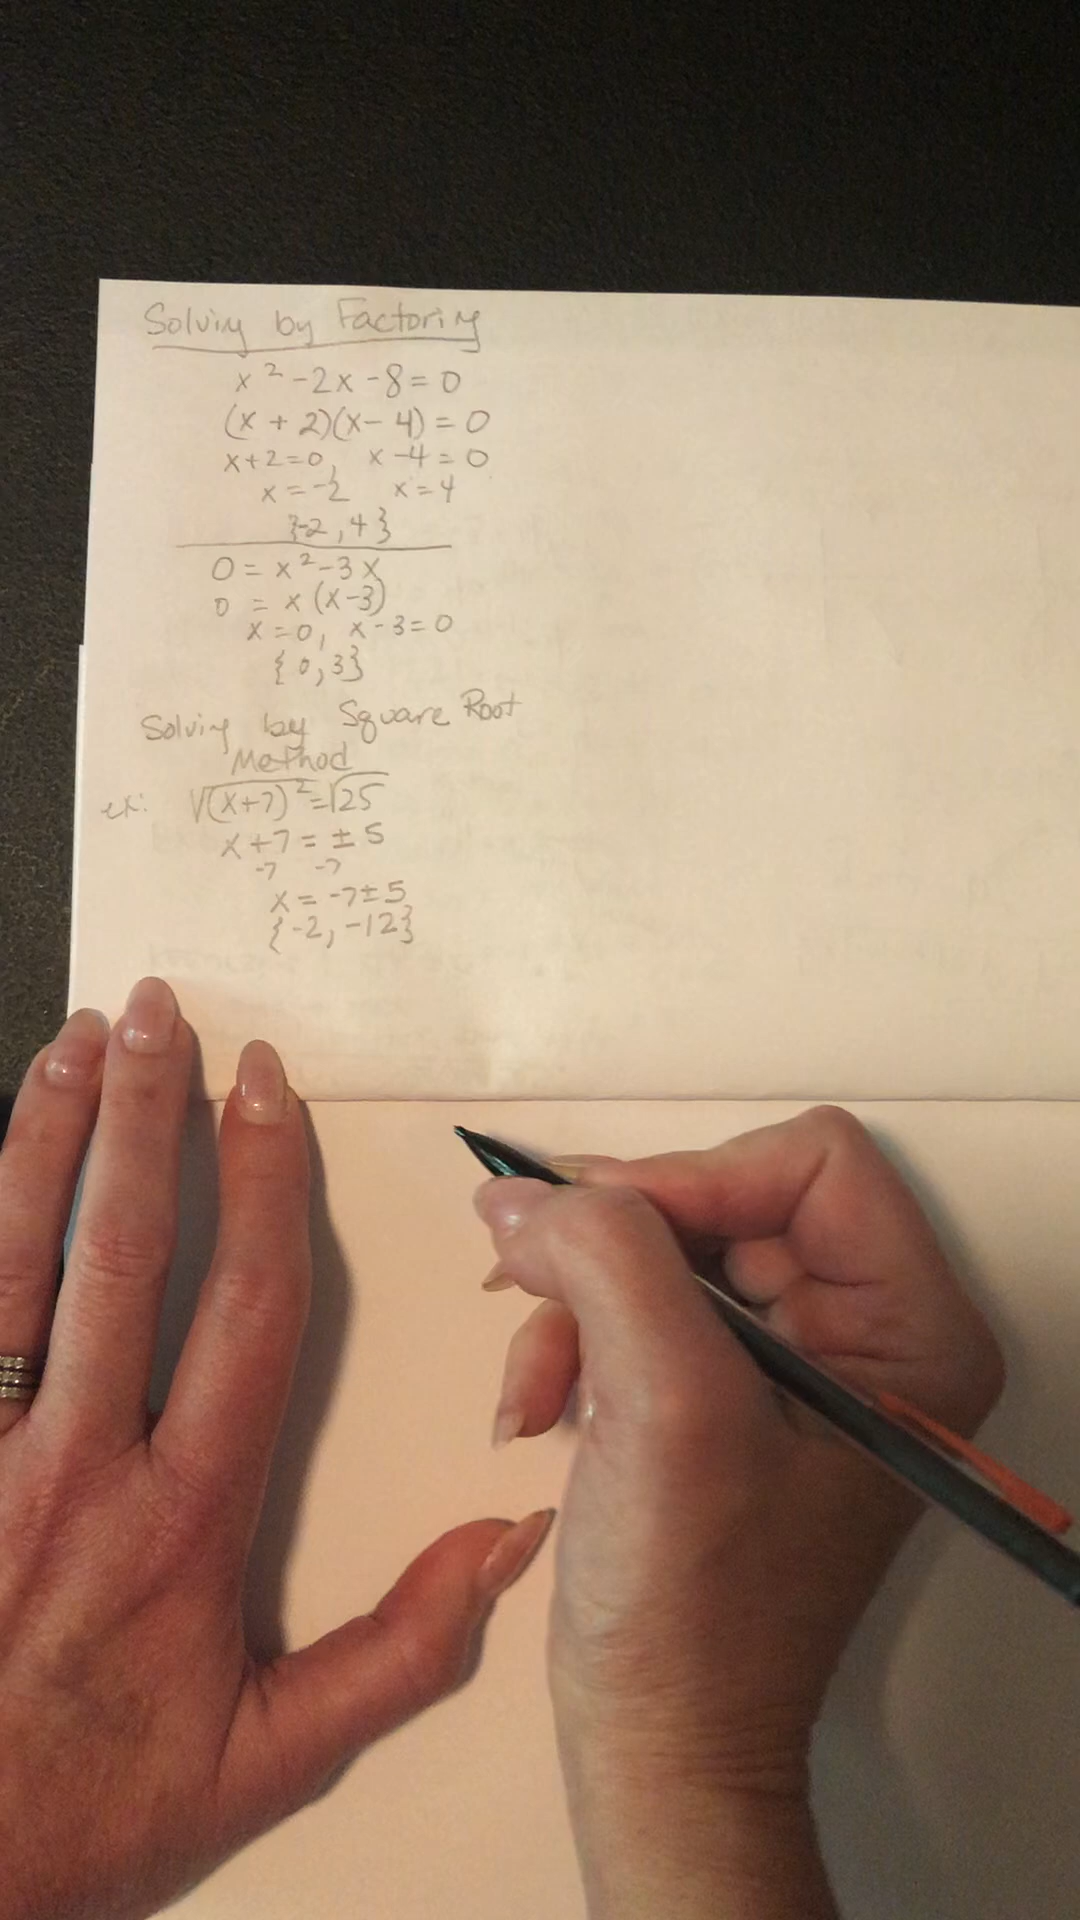 Solving by Factoring
x² - 2x - 8 = 0
(x + 2)(x - 4) = 0
x + 2 = 0, x - 4 = 0
x = -2 x = 4
{-2, 4}
0 = x² - 3x
0 = x (x - 3)
x = 0, x - 3 = 0
{0, 3}
Solving by Square Root
Method
ex: √(x+7)² = √25
x + 7 = ± 5
-7 -7
x = -7 ± 5
{-2, -12}